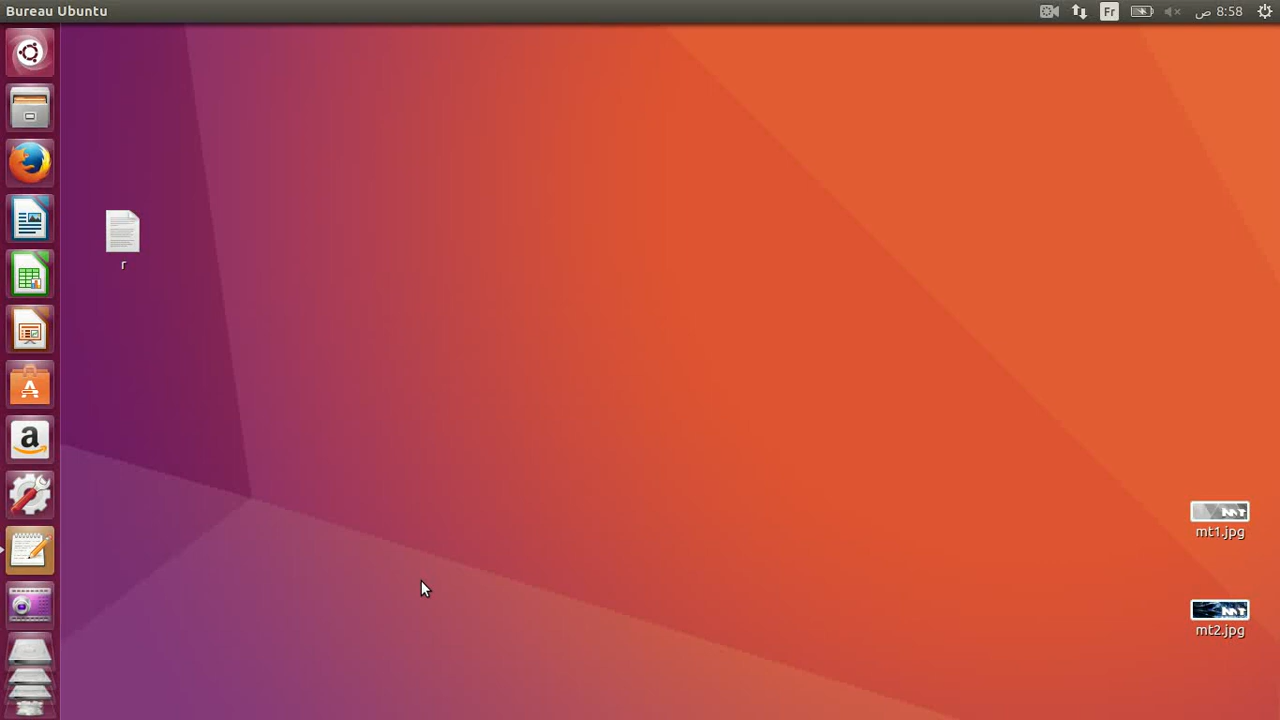 Bureau Ubuntu
Fr
8:58 ص
r
mt1.jpg
mt2.jpg